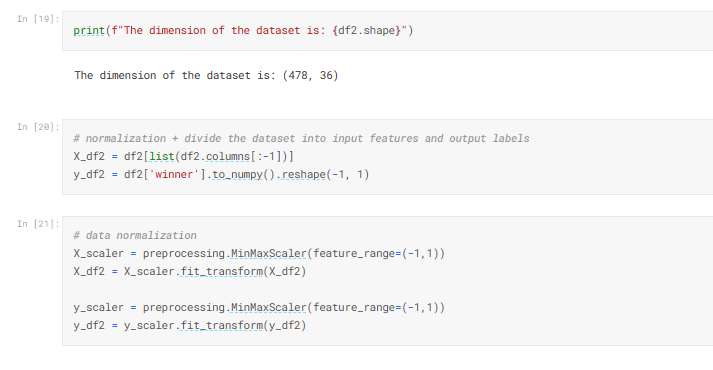 In [19]:
print(f"The dimension of the dataset is: {df2.shape}")
The dimension of the dataset is: (478, 36)
In [20]:
# normalization + divide the dataset into input features and output labels
X_df2 = df2[list(df2.columns[:-1])]
y_df2 = df2['winner'].to_numpy().reshape(-1, 1)
In [21]:
# data normalization
X_scaler = preprocessing.MinMaxScaler(feature_range=(-1,1))
X_df2 = X_scaler.fit_transform(X_df2)
y_scaler = preprocessing.MinMaxScaler(feature_range=(-1,1))
y_df2 = y_scaler.fit_transform(y_df2)